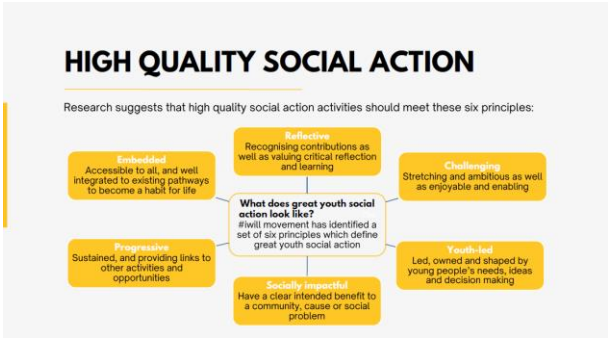 HIGH QUALITY SOCIAL ACTION
Research suggests that high quality social action activities should meet these six principles:
Reflective
Recognising contributions as
well as valuing critical reflection
and learning
Embedded
Accessible to all, and well
integrated to existing pathways
to become a habit for life
Challenging
Stretching and ambitious as well
as enjoyable and enabling
What does great youth social
action look like?
#iwill movement has identified a
set of six principles which define
great youth social action
Progressive
Sustained, and providing links to
other activities and
opportunities
Youth-led
Led, owned and shaped by
young people's needs, ideas
and decision making
Socially impactful
Have a clear intended benefit to
a community, cause or social
problem